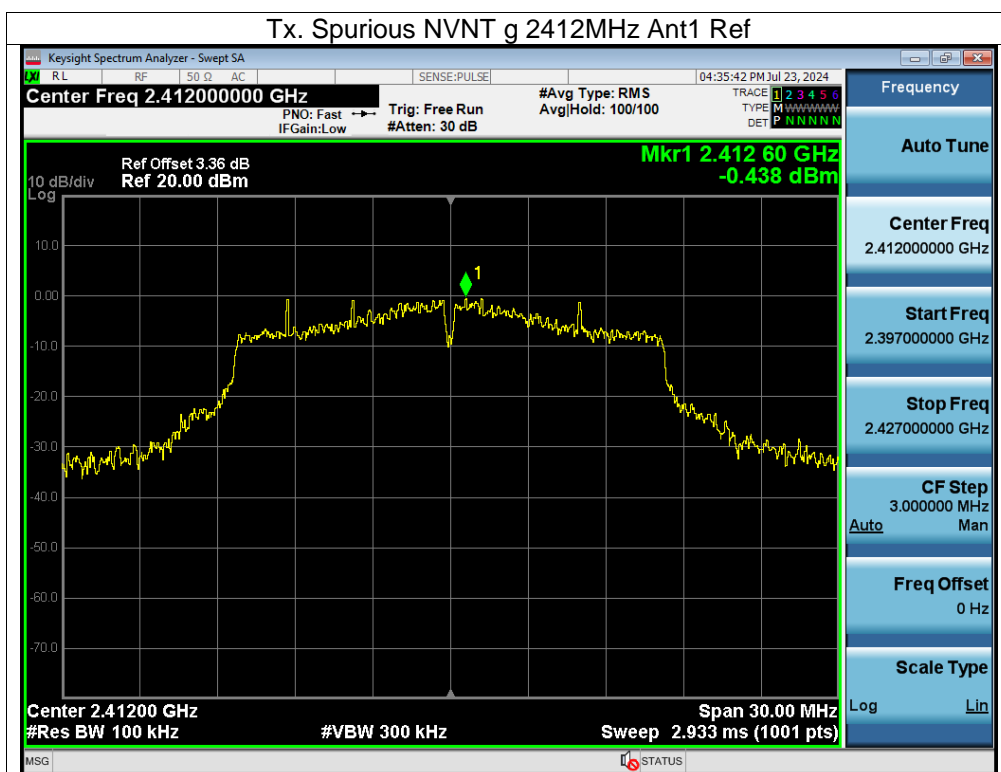 Tx. Spurious NVNT g 2412MHz Ant1 Ref
Keysight Spectrum Analyzer - Swept SA
LXI RL RF 50 Ω AC SENSE:PULSE 04:35:42 PM Jul 23, 2024
Center Freq 2.412000000 GHz
PNO: Fast
IFGain:Low
Trig: Free Run
#Atten: 30 dB
#Avg Type: RMS
Avg|Hold: 100/100
TRACE 1 2 3 4 5 6
TYPE M WWWWW
DET P N N N N N
Mkr1 2.412 60 GHz
-0.438 dBm
Ref Offset 3.36 dB
10 dB/div Ref 20.00 dBm
Log
10.0
0.00
-10.0
-20.0
-30.0
-40.0
-50.0
-60.0
-70.0
1
Center 2.41200 GHz
Span 30.00 MHz
#Res BW 100 kHz
#VBW 300 kHz
Sweep 2.933 ms (1001 pts)
MSG
STATUS
Frequency
Auto Tune
Center Freq
2.412000000 GHz
Start Freq
2.397000000 GHz
Stop Freq
2.427000000 GHz
CF Step
3.000000 MHz
Auto Man
Freq Offset
0 Hz
Scale Type
Log Lin